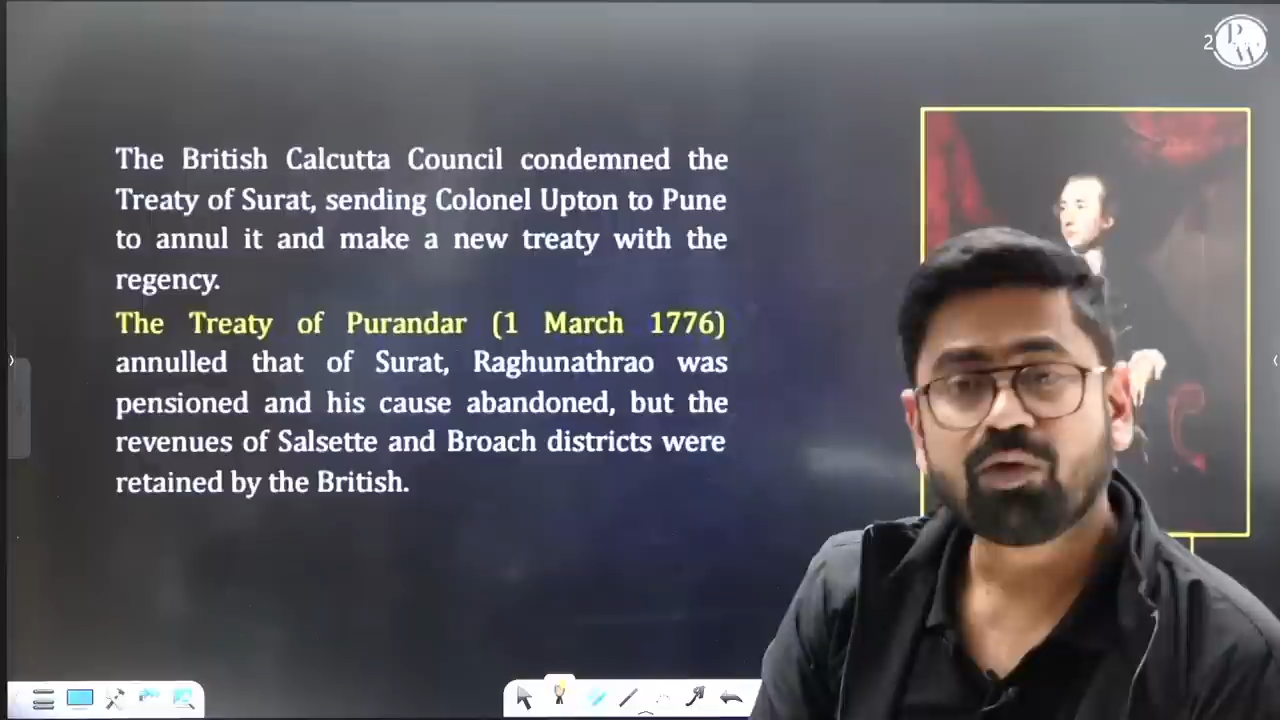 2
PW
The British Calcutta Council condemned the
Treaty of Surat, sending Colonel Upton to Pune
to annul it and make a new treaty with the
regency.
The Treaty of Purandar (1 March 1776)
annulled that of Surat, Raghunathrao was
pensioned and his cause abandoned, but the
revenues of Salsette and Broach districts were
retained by the British.